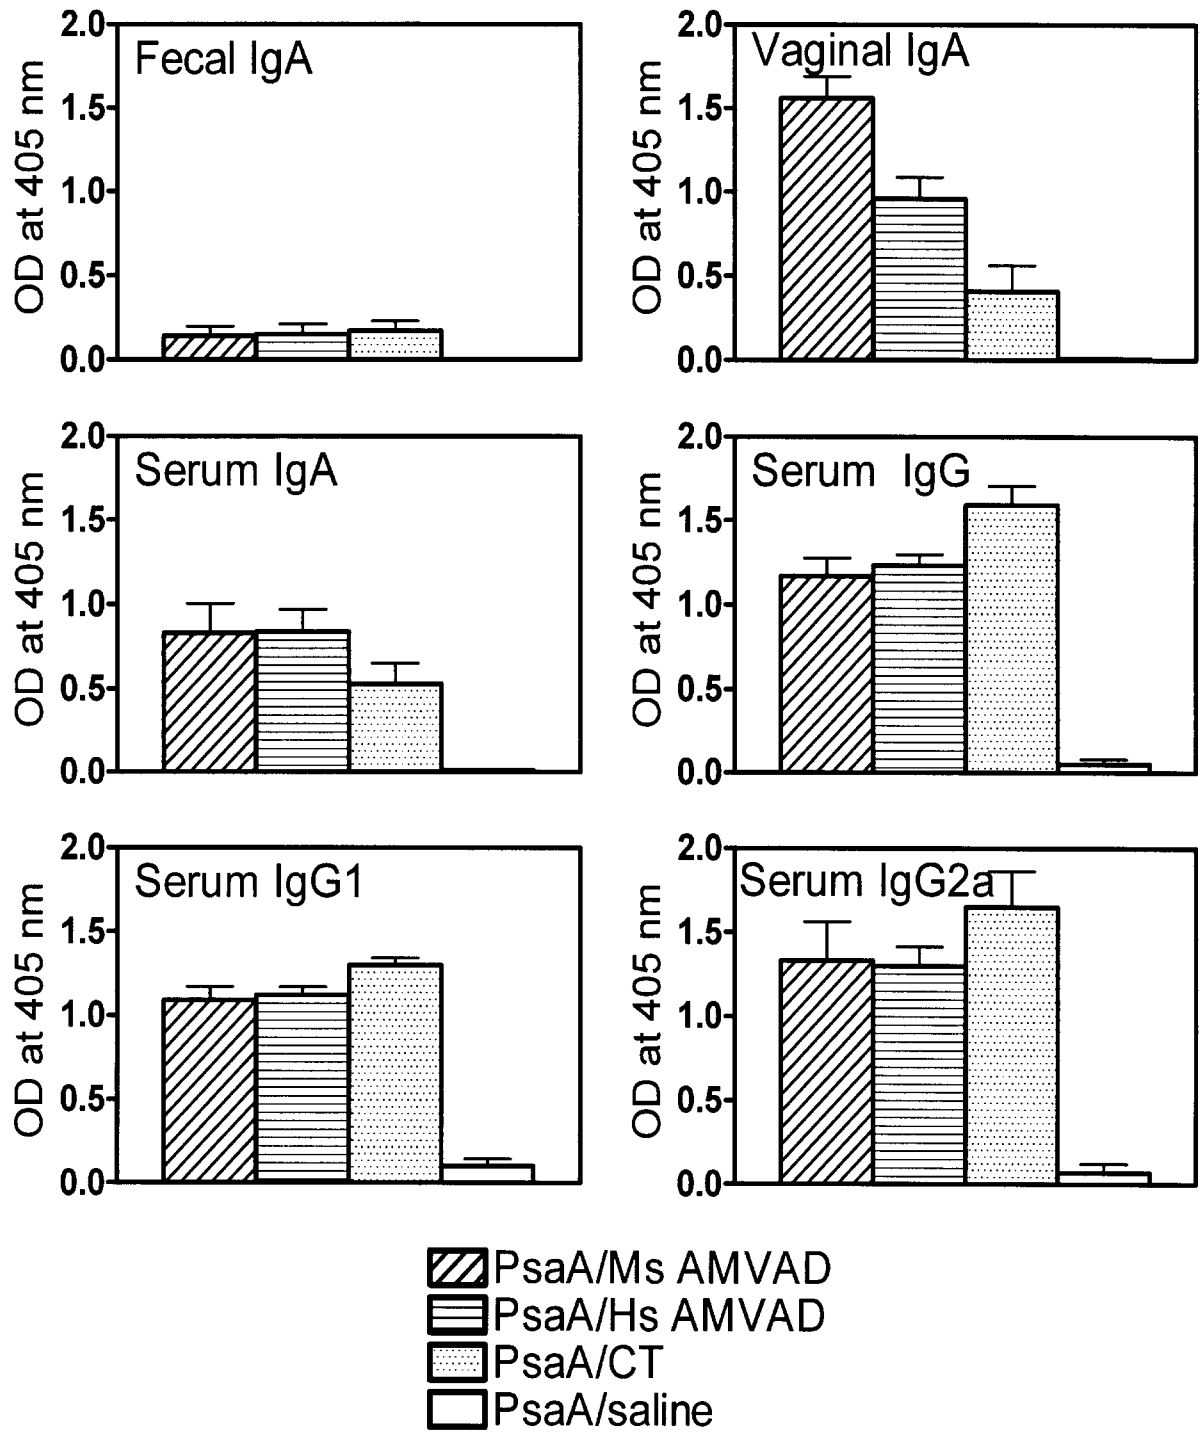 Fecal IgA
OD at 405 nm
2.0
1.5
1.0
0.5
0.0
Vaginal IgA
OD at 405 nm
2.0
1.5
1.0
0.5
0.0
Serum IgA
OD at 405 nm
2.0
1.5
1.0
0.5
0.0
Serum IgG
OD at 405 nm
2.0
1.5
1.0
0.5
0.0
Serum IgG1
OD at 405 nm
2.0
1.5
1.0
0.5
0.0
Serum IgG2a
OD at 405 nm
2.0
1.5
1.0
0.5
0.0
PsaA/Ms AMVAD
PsaA/Hs AMVAD
PsaA/CT
PsaA/saline